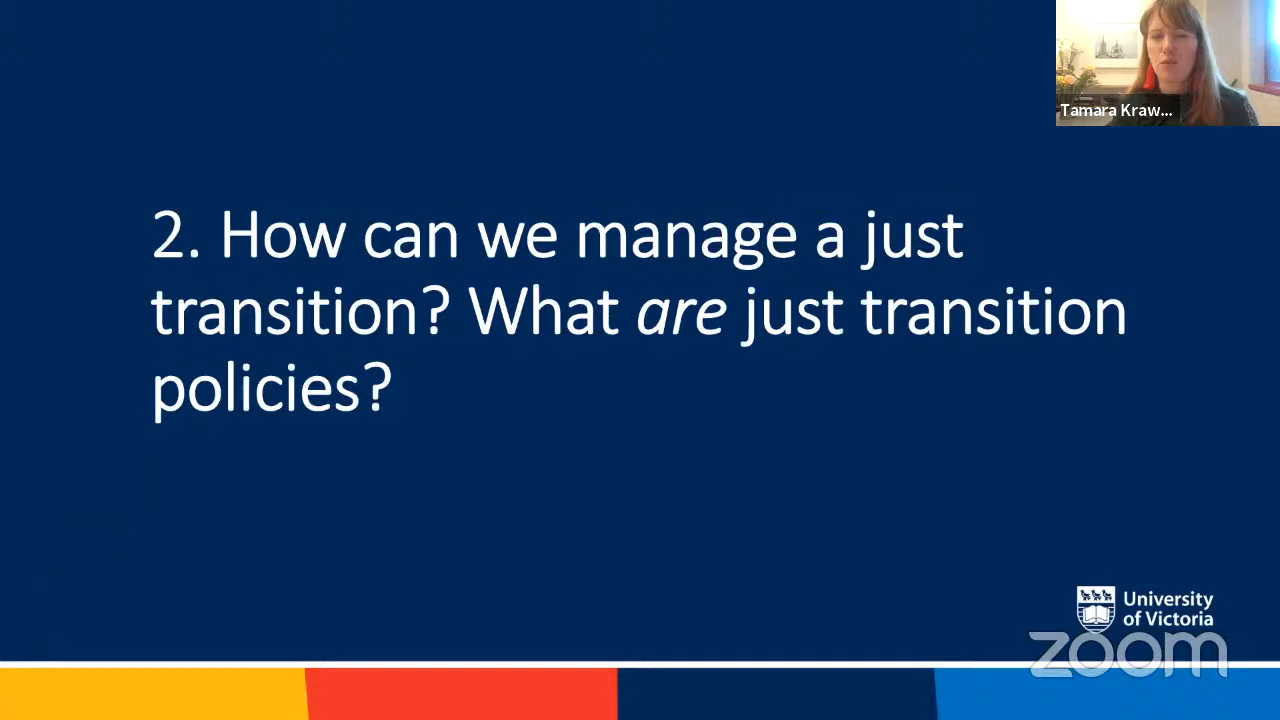 Tamara Kraw...
2. How can we manage a just
transition? What are just transition
policies?
University
of Victoria
zoom